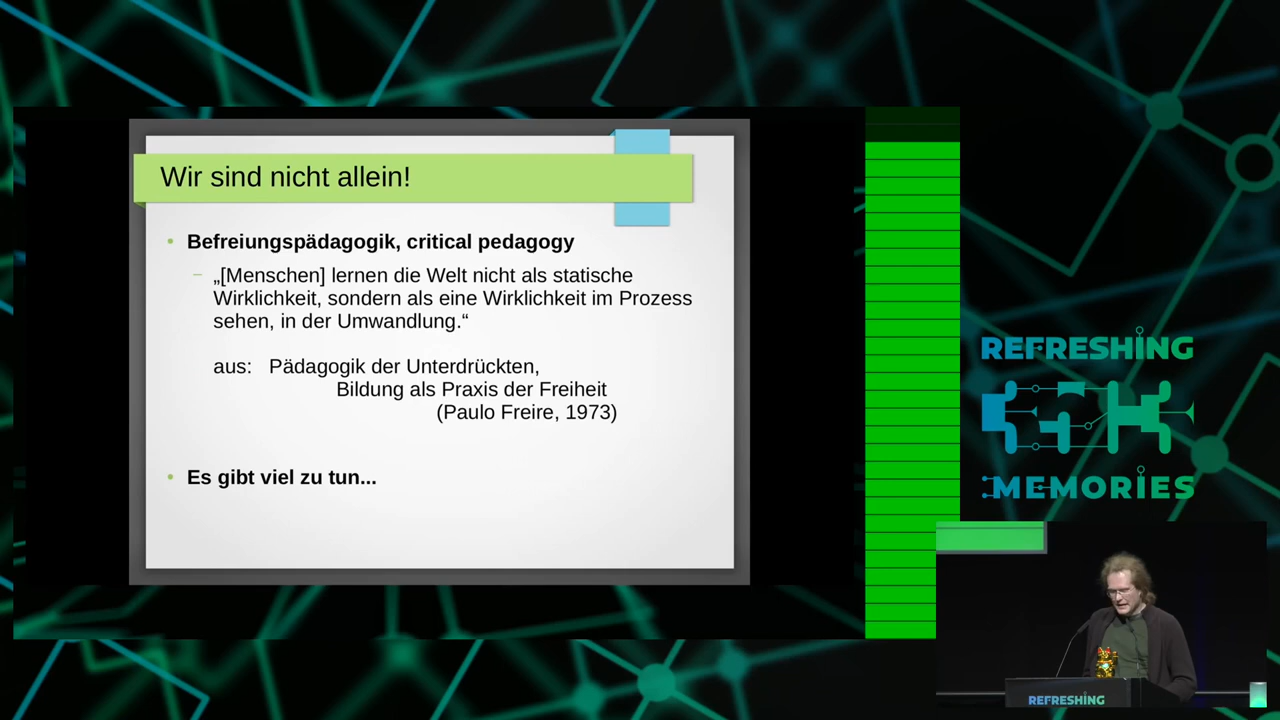 Wir sind nicht allein!
• Befreiungspädagogik, critical pedagogy
– „[Menschen] lernen die Welt nicht als statische
Wirklichkeit, sondern als eine Wirklichkeit im Prozess
sehen, in der Umwandlung.“
aus: Pädagogik der Unterdrückten,
Bildung als Praxis der Freiheit
(Paulo Freire, 1973)
• Es gibt viel zu tun...
REFRESHING
MEMORIES
REFRESHING